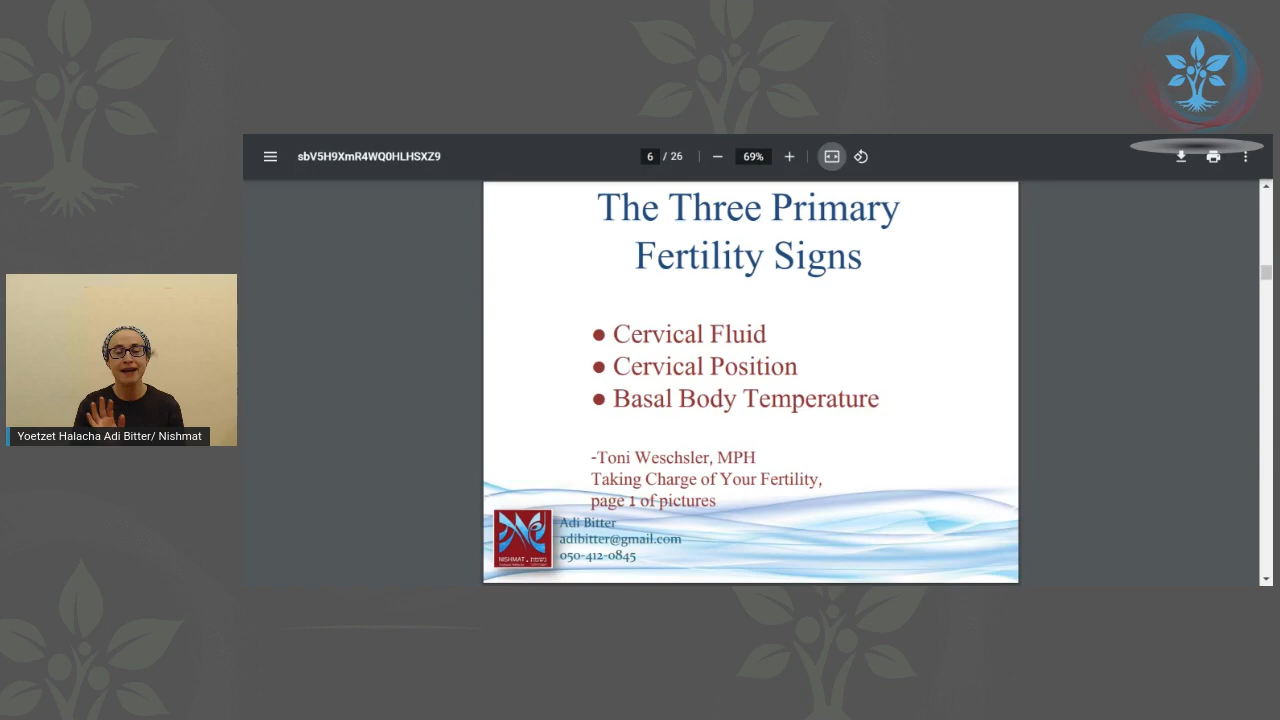 sbV5H9XmR4WQ0HLHSXZ9
6 / 26
69%
The Three Primary
Fertility Signs
● Cervical Fluid
● Cervical Position
● Basal Body Temperature
-Toni Weschsler, MPH
Taking Charge of Your Fertility,
page 1 of pictures
Adi Bitter
adibitter@gmail.com
050-412-0845
NISHMAT
Yoetzet Halacha Adi Bitter/ Nishmat